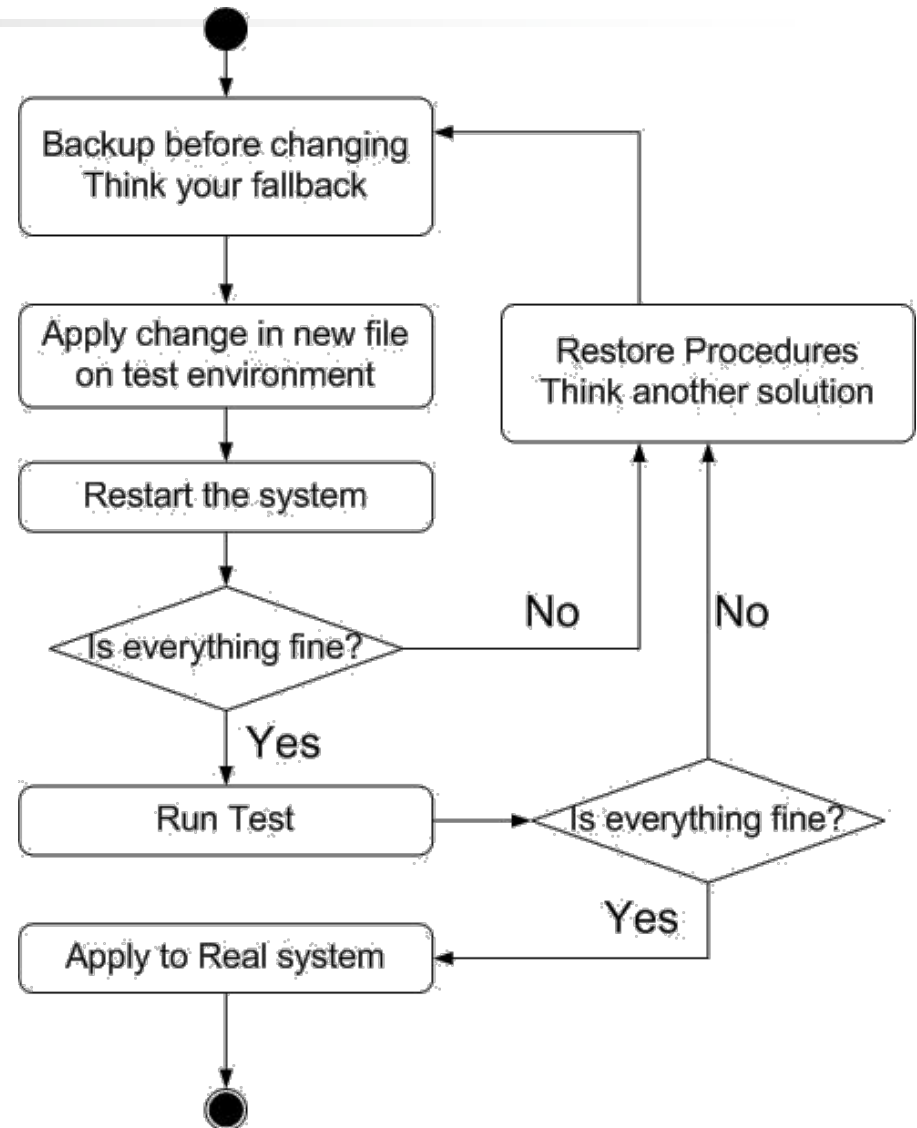 Backup before changing
Think your fallback
Apply change in new file
on test environment
Restore Procedures
Think another solution
Restart the system
Is everything fine?
No
No
Yes
Run Test
Is everything fine?
Yes
Apply to Real system